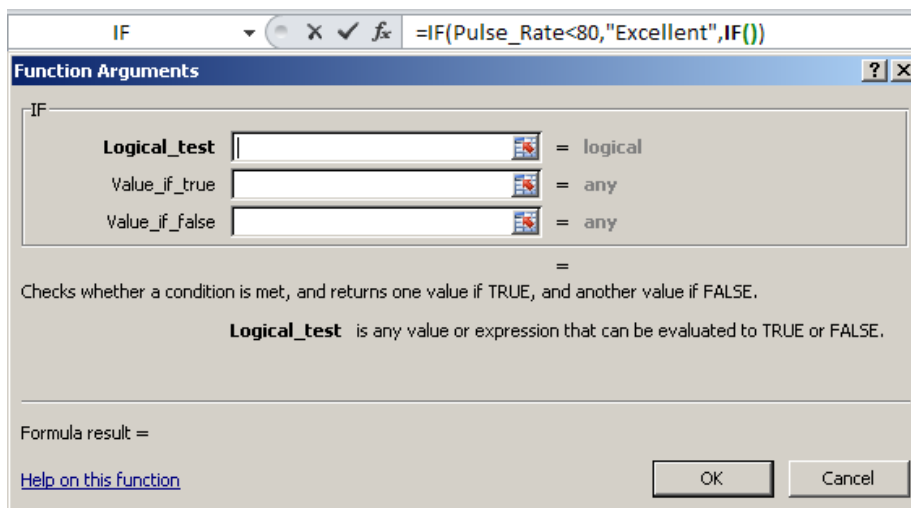 IF fx =IF(Pulse_Rate<80,"Excellent",IF())
Function Arguments ? X
IF
Logical_test = logical
Value_if_true = any
Value_if_false = any
=
Checks whether a condition is met, and returns one value if TRUE, and another value if FALSE.
Logical_test is any value or expression that can be evaluated to TRUE or FALSE.
Formula result =
Help on this function OK Cancel